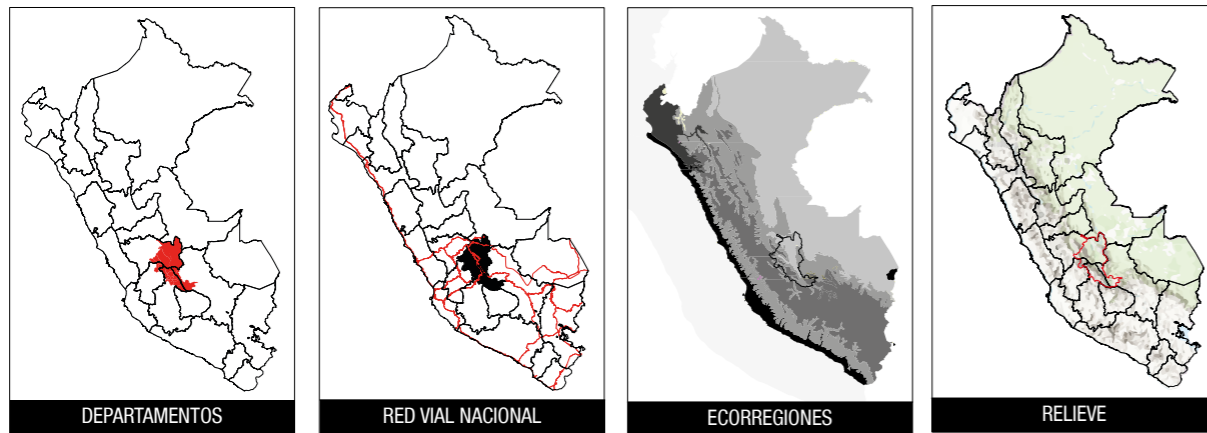 DEPARTAMENTOS
RED VIAL NACIONAL
ECORREGIONES
RELIEVE